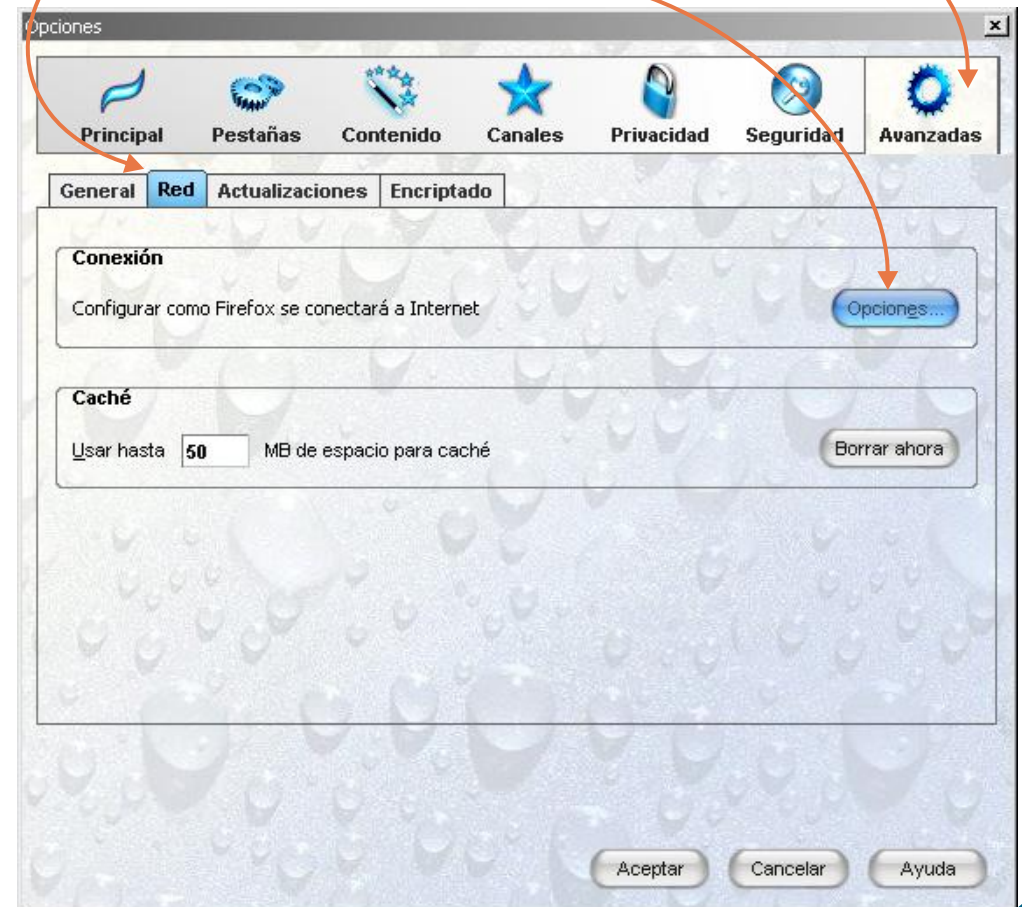 Opciones
Principal Pestañas Contenido Canales Privacidad Seguridad Avanzadas
General Red Actualizaciones Encriptado
Conexión
Configurar como Firefox se conectará a Internet Opciones...
Caché
Usar hasta 50 MB de espacio para caché Borrar ahora
Aceptar Cancelar Ayuda